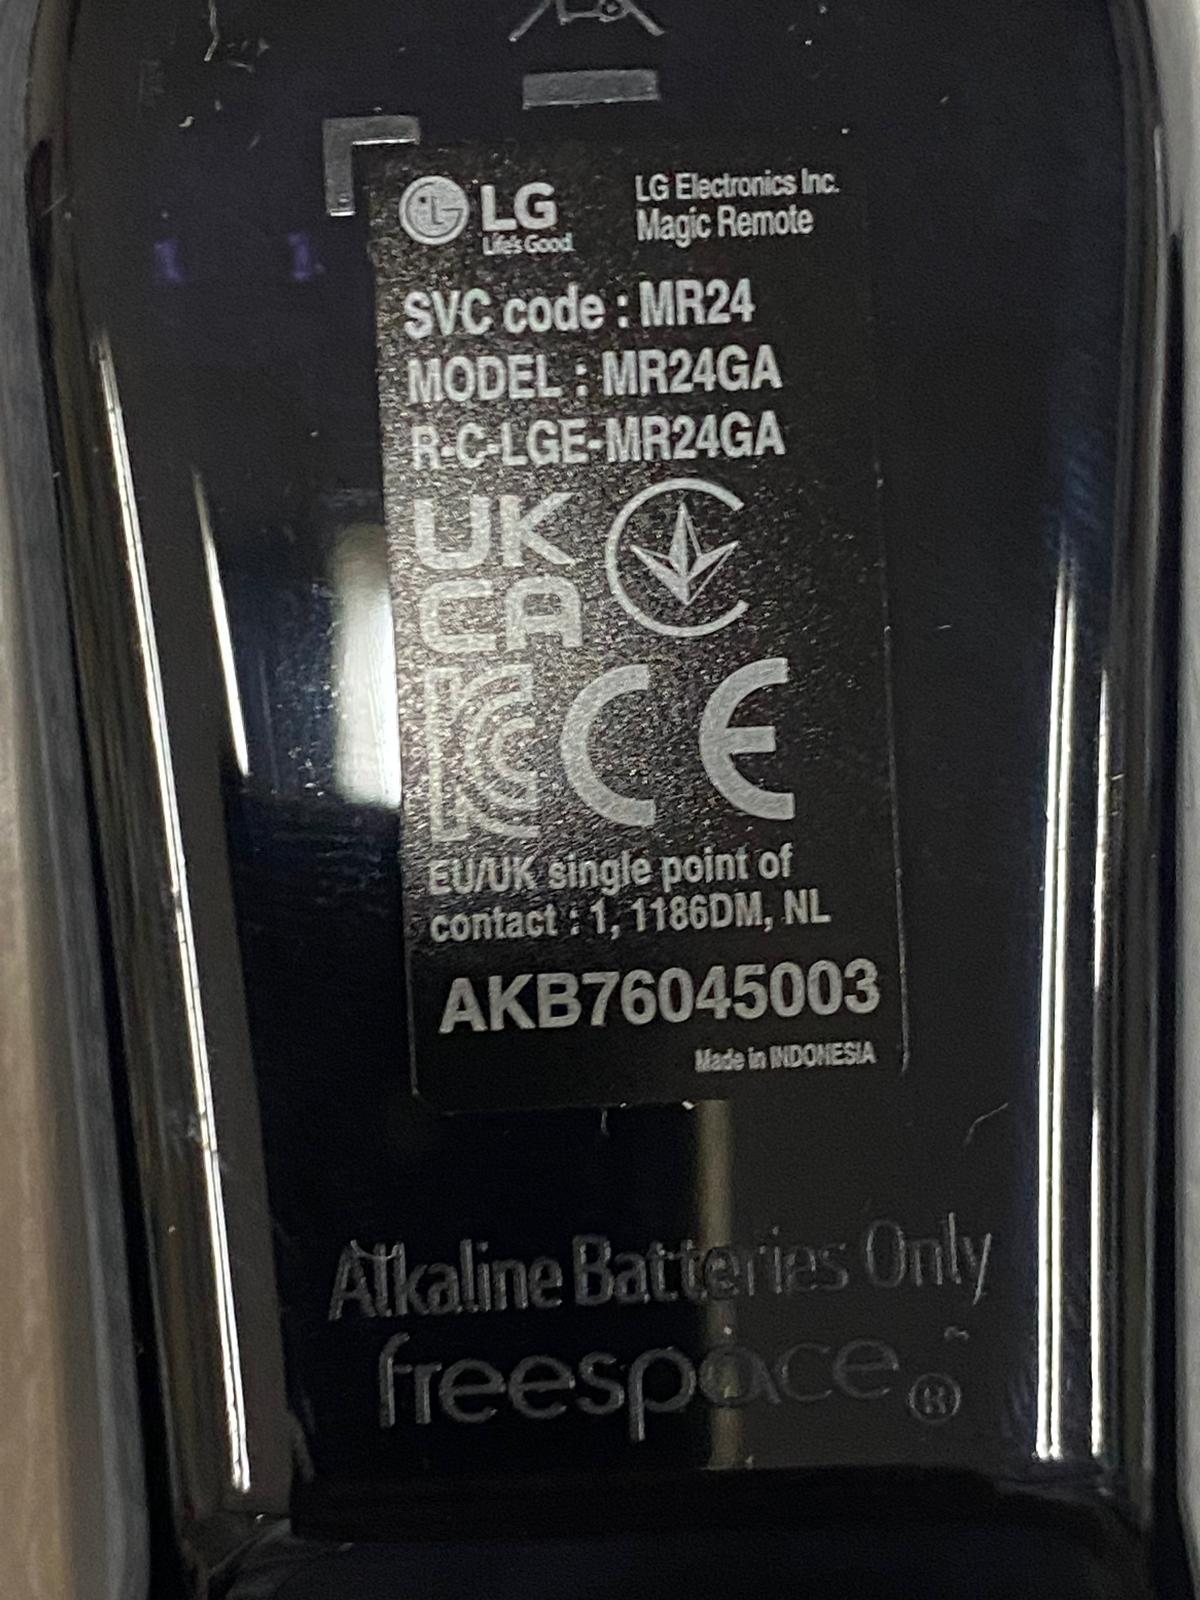 LG
Life's Good.
LG Electronics Inc.
Magic Remote
SVC code : MR24
MODEL : MR24GA
R-C-LGE-MR24GA
UK
CA
CE
EU/UK single point of
contact : 1, 1186DM, NL
AKB76045003
Made in INDONESIA
Alkaline Batteries Only
freespace®